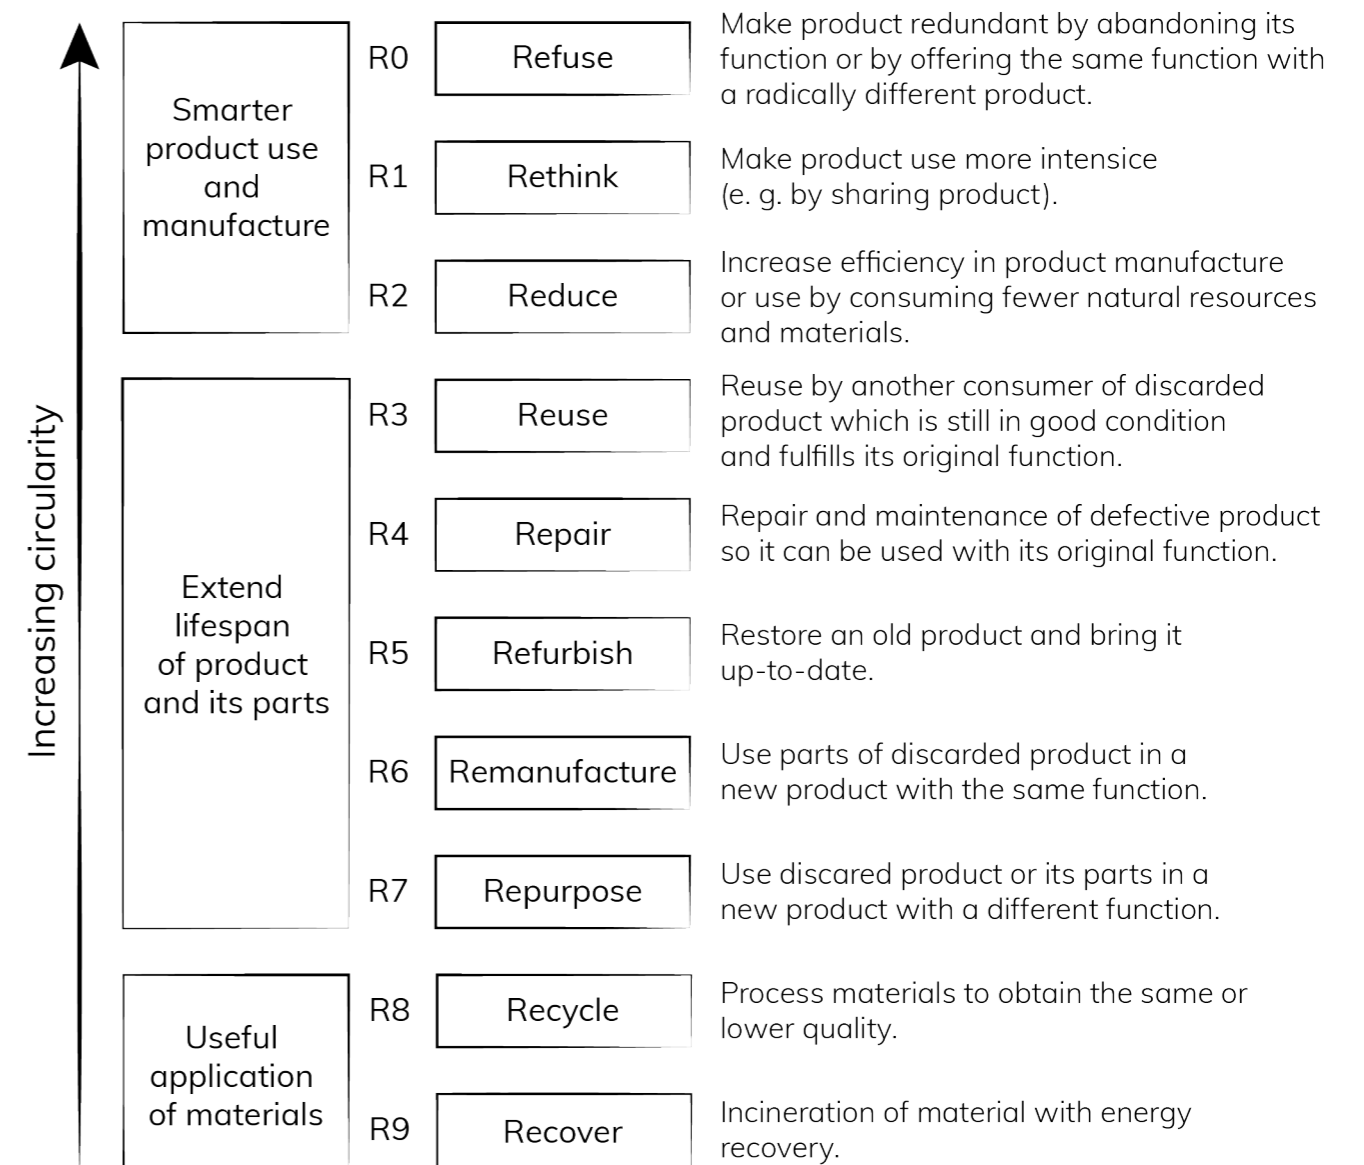 Increasing circularity
Smarter
product use
and
manufacture
R0
Refuse
Make product redundant by abandoning its
function or by offering the same function with
a radically different product.
R1
Rethink
Make product use more intensice
(e. g. by sharing product).
R2
Reduce
Increase efficiency in product manufacture
or use by consuming fewer natural resources
and materials.
Extend
lifespan
of product
and its parts
R3
Reuse
Reuse by another consumer of discarded
product which is still in good condition
and fulfills its original function.
R4
Repair
Repair and maintenance of defective product
so it can be used with its original function.
R5
Refurbish
Restore an old product and bring it
up-to-date.
R6
Remanufacture
Use parts of discarded product in a
new product with the same function.
R7
Repurpose
Use discared product or its parts in a
new product with a different function.
Useful
application
of materials
R8
Recycle
Process materials to obtain the same or
lower quality.
R9
Recover
Incineration of material with energy
recovery.